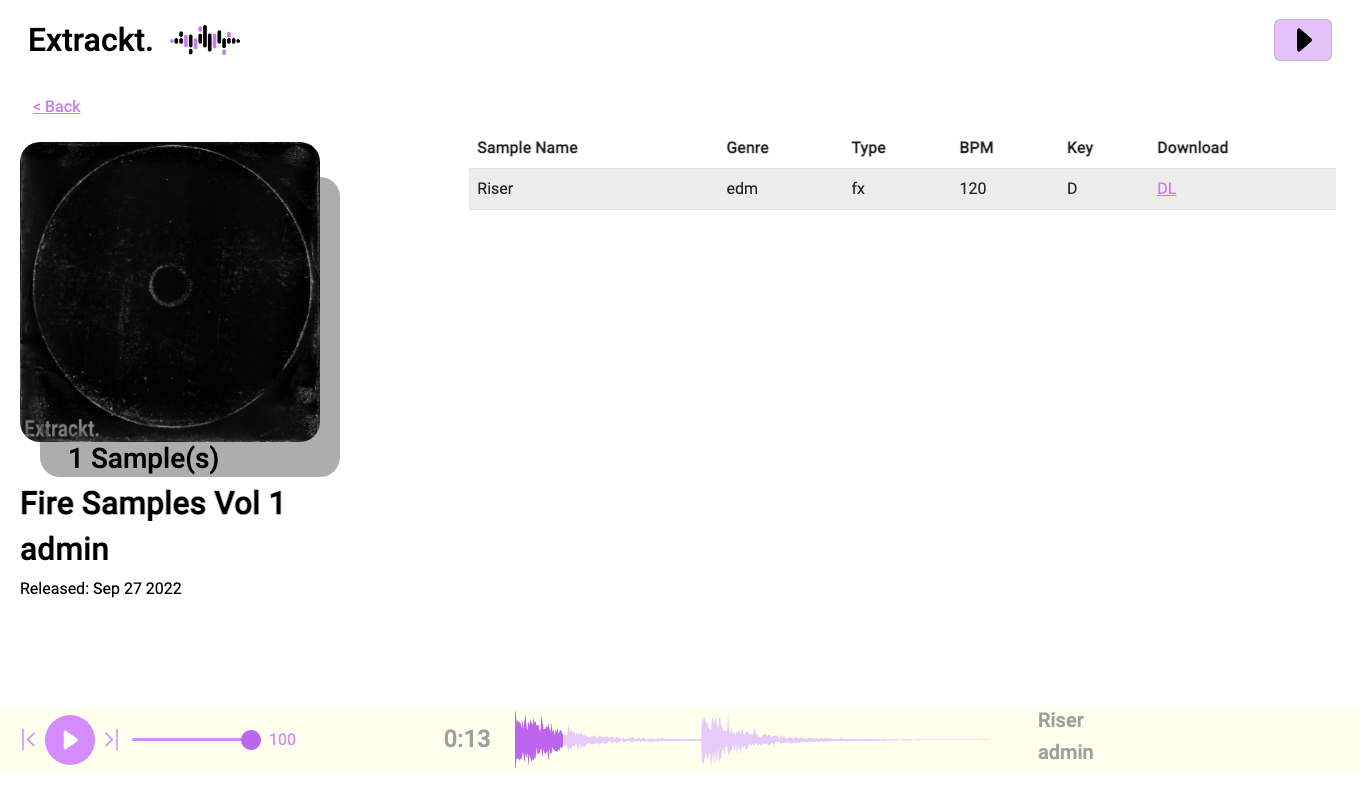 Extrackt.
< Back
Sample Name Genre Type BPM Key Download
Riser edm fx 120 D DL
Extrackt.
1 Sample(s)
Fire Samples Vol 1
admin
Released: Sep 27 2022
100
0:13
Riser
admin